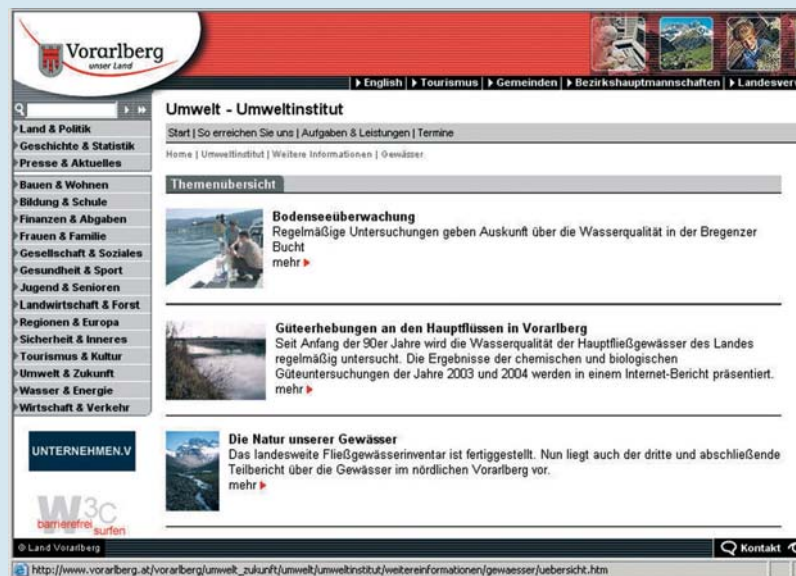 Vorarlberg
unser Land
English | Tourismus | Gemeinden | Bezirkshauptmannschaften |
Land & Politik
Geschichte & Statistik
Presse & Aktuelles
Bauen & Wohnen
Bildung & Schule
Finanzen & Abgaben
Frauen & Familie
Gesellschaft & Soziales
Gesundheit & Sport
Jugend & Senioren
Landwirtschaft & Forst
Regionen & Europa
Sicherheit & Inneres
Tourismus & Kultur
Umwelt & Zukunft
Wasser & Energie
Wirtschaft & Verkehr
UNTERNEHMEN.V
W3C
barrierefrei surfen
Umwelt - Umweltinstitut
Start | So erreichen Sie uns | Aufgaben & Leistungen | Termine
Home | Umweltinstitut | Weitere Informationen | Gewässer
Themenübersicht
Bodenseeüberwachung
Regelmäßige Untersuchungen geben Auskunft über die Wasserqualität in der Bregenzer
Bucht
mehr
Güteerhebungen an den Hauptflüssen in Vorarlberg
Seit Anfang der 90er Jahre wird die Wasserqualität der Hauptfließgewässer des Landes
regelmäßig untersucht. Die Ergebnisse der chemischen und biologischen
Güteuntersuchungen der Jahre 2003 und 2004 werden in einem Internet-Bericht präsentiert.
mehr
Die Natur unserer Gewässer
Das landesweite Fließgewässerinventar ist fertiggestellt. Nun liegt auch der dritte und abschließende
Teilbericht über die Gewässer im nördlichen Vorarlberg vor.
mehr
© Land Vorarlberg
Kontakt
http://www.vorarlberg.at/vorarlberg/umwelt_zukunft/umwelt/umweltinstitut/weitereinformationen/gewaesser/uebersicht.htm